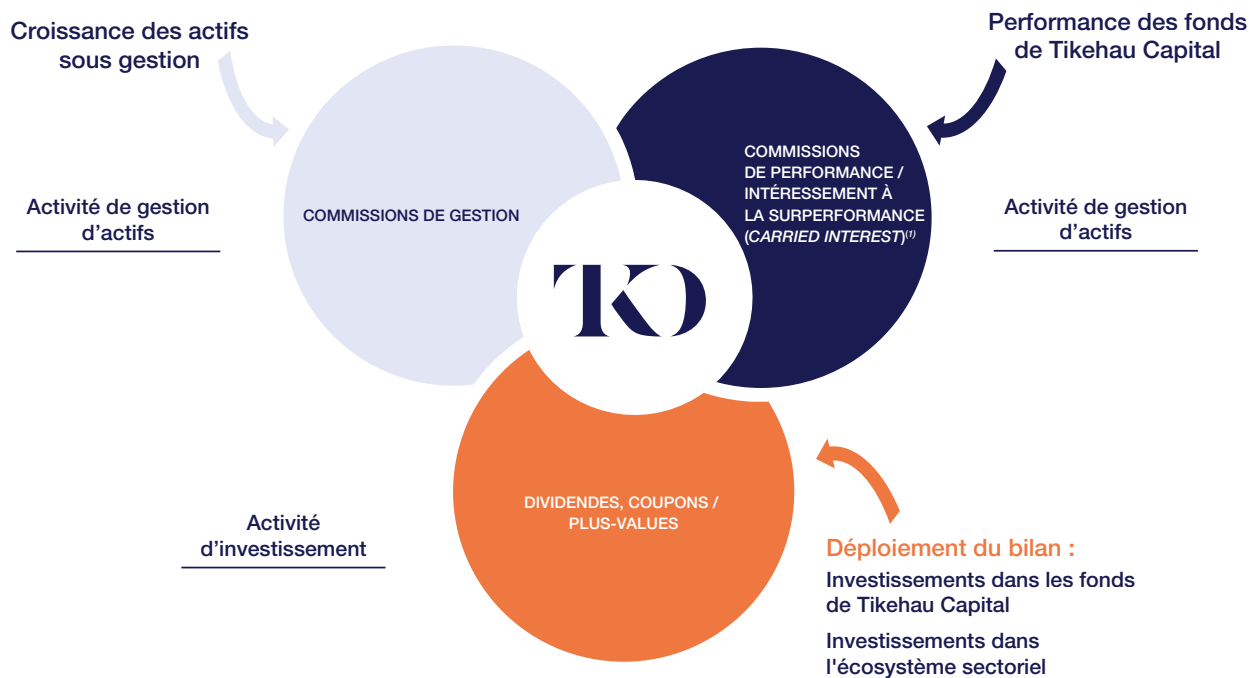 Croissance des actifs
sous gestion
Performance des fonds
de Tikehau Capital
COMMISSIONS DE GESTION
COMMISSIONS
DE PERFORMANCE /
INTÉRESSEMENT À
LA SURPERFORMANCE
(CARRIED INTEREST)(1)
Activité de gestion
d’actifs
Activité de gestion
d’actifs
TKO
DIVIDENDES, COUPONS /
PLUS-VALUES
Activité
d’investissement
Déploiement du bilan :
Investissements dans les fonds
de Tikehau Capital
Investissements dans
l'écosystème sectoriel